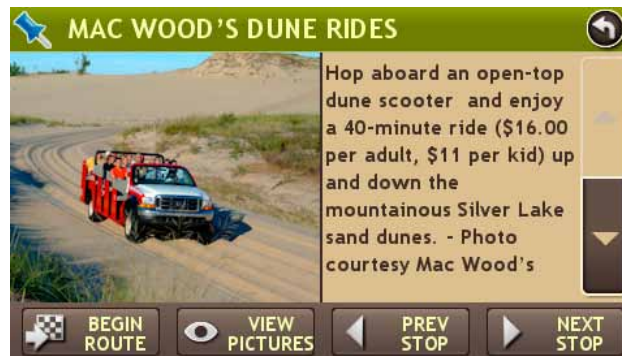 MAC WOOD'S DUNE RIDES
Hop aboard an open-top
dune scooter  and enjoy
a 40-minute ride ($16.00
per adult, $11 per kid) up
and down the
mountainous Silver Lake
sand dunes. - Photo
courtesy Mac Wood's
BEGIN
ROUTE
VIEW
PICTURES
PREV
STOP
NEXT
STOP